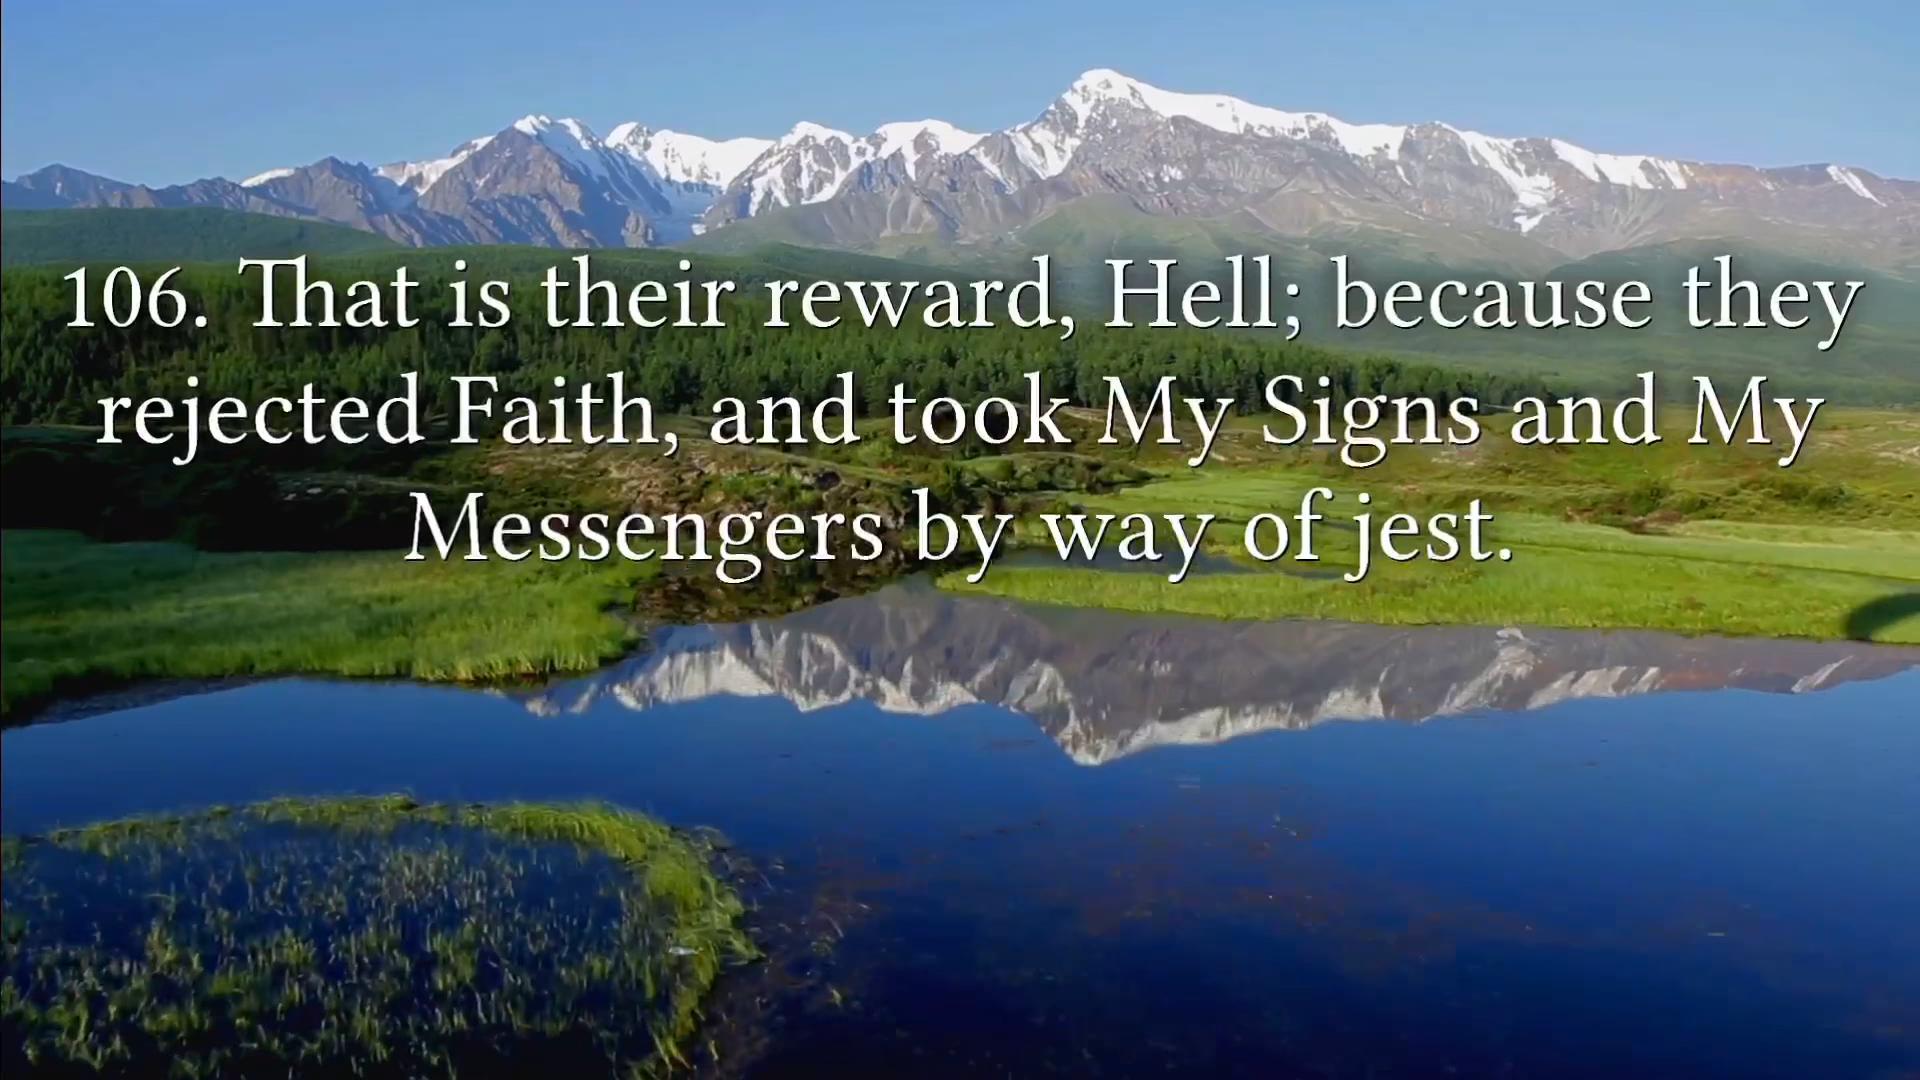 106. That is their reward, Hell; because they
rejected Faith, and took My Signs and My
Messengers by way of jest.